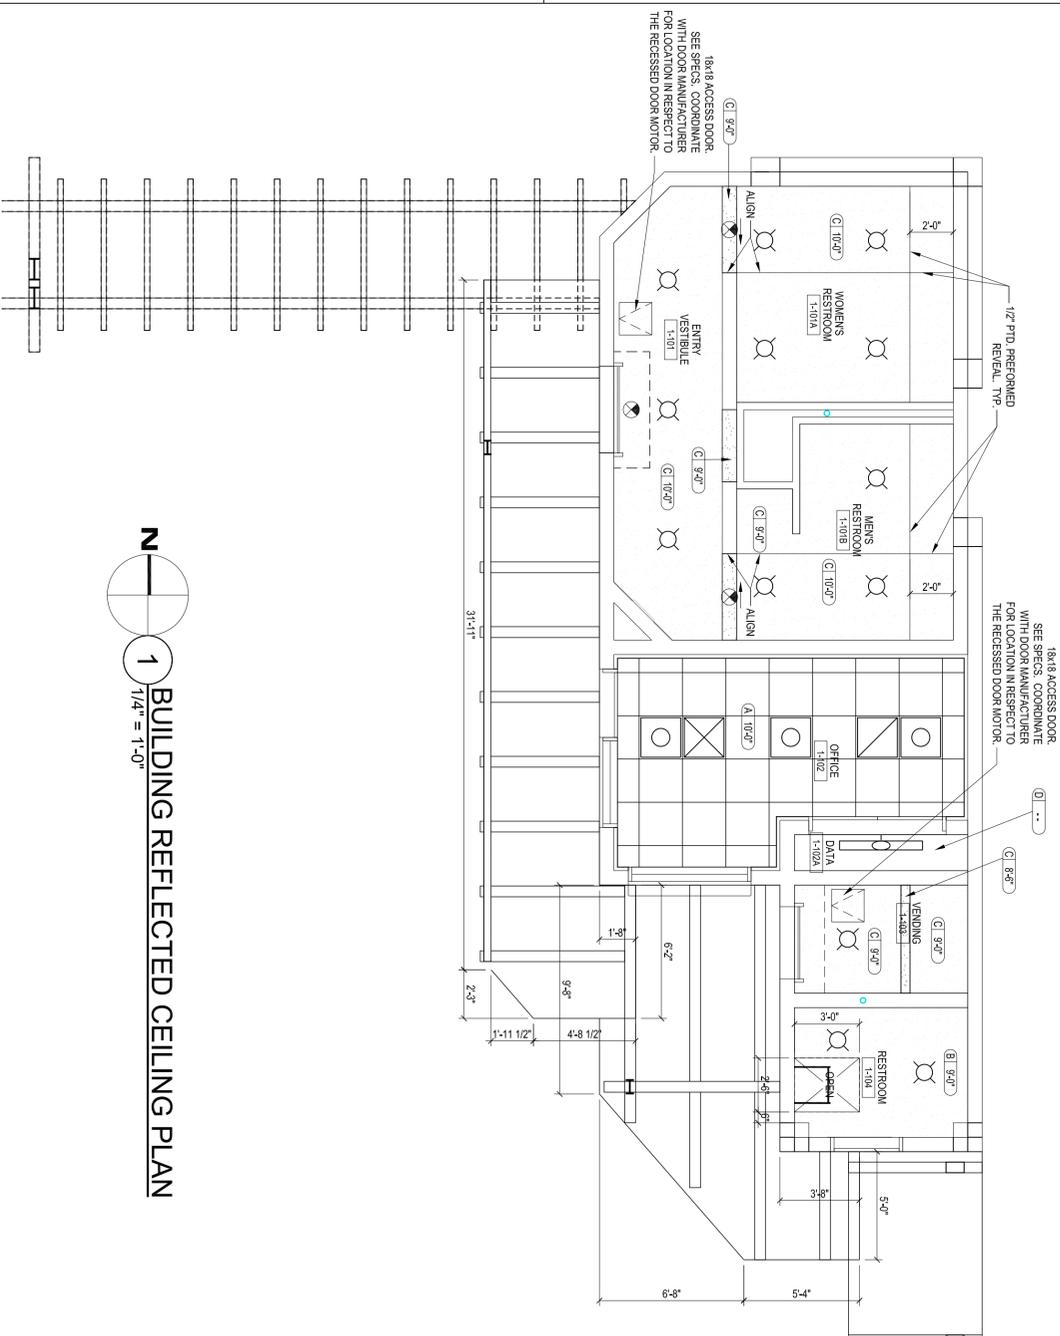 18x18 ACCESS DOOR.
SEE SPECS. COORDINATE
WITH DOOR MANUFACTURER
FOR LOCATION IN RESPECT TO
THE RECESSED DOOR MOTOR.
C 9'-0"
ALIGN
C 10'-0"
2'-0"
WOMEN'S
RESTROOM
1-101A
1/2" PTD. PREFORMED
REVEAL. TYP.
ENTRY
VESTIBULE
1-101
C 9'-0"
C 10'-0"
C 9'-0"
MEN'S
RESTROOM
1-101B
C 10'-0"
2'-0"
ALIGN
18x18 ACCESS DOOR.
SEE SPECS. COORDINATE
WITH DOOR MANUFACTURER
FOR LOCATION IN RESPECT TO
THE RECESSED DOOR MOTOR.
A 10'-0"
OFFICE
1-102
D --
C 8'-6"
DATA
1-102A
VENDING
1-103
C 9'-0"
C 9'-0"
3'-0"
RESTROOM
1-104
B 9'-0"
OPEN
2'-6"
6"
31'-11"
1'-8"
6'-2"
9'-8"
2'-3"
1'-11 1/2"
4'-8 1/2"
3'-8"
5'-0"
6'-8"
5'-4"
N
1
BUILDING REFLECTED CEILING PLAN
1/4" = 1'-0"